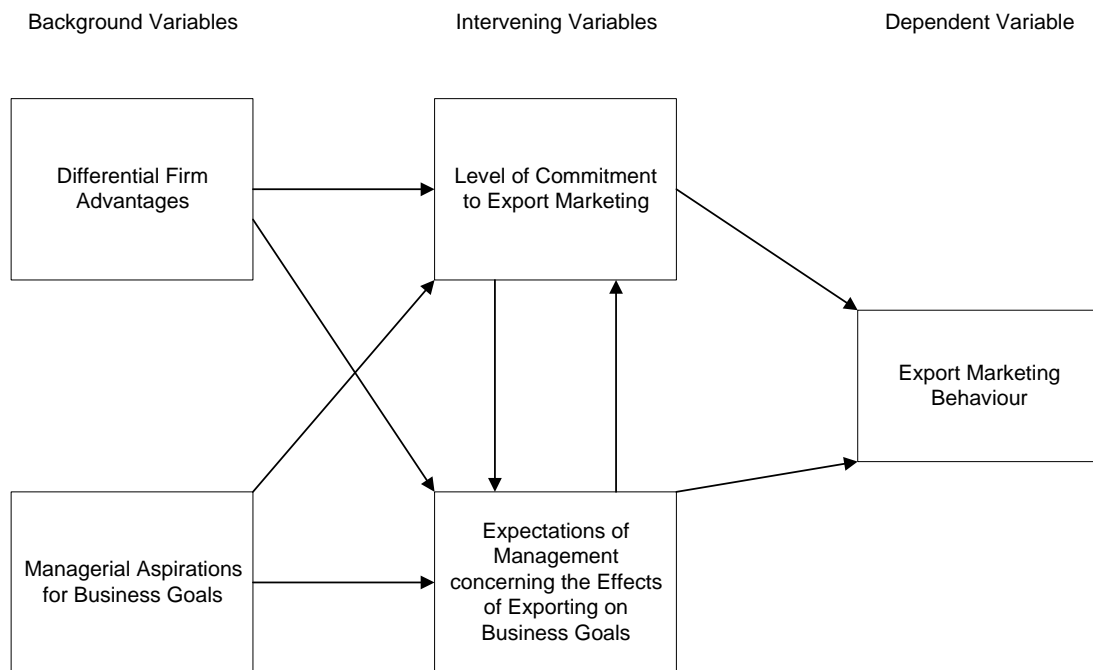 Background Variables
Intervening Variables
Dependent Variable
Differential Firm
Advantages
Level of Commitment
to Export Marketing
Export Marketing
Behaviour
Managerial Aspirations
for Business Goals
Expectations of
Management
concerning the Effects
of Exporting on
Business Goals